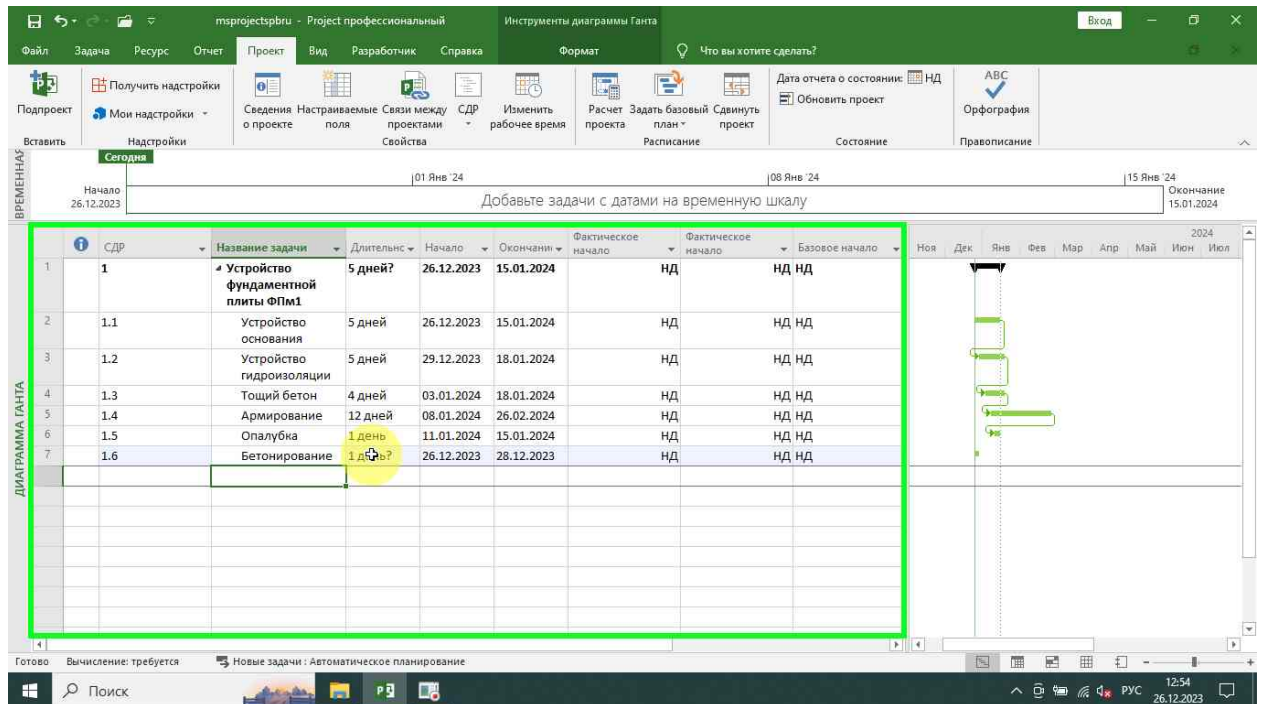 msprojectspbru - Project профессиональный
Инструменты диаграммы Ганта
Вход
Файл Задача Ресурс Отчет Проект Вид Разработчик Справка Формат Что вы хотите сделать?
Подпроект
Получить надстройки
Мои надстройки
Сведения о проекте
Настраиваемые поля
Связи между проектами
СДР
Изменить рабочее время
Расчет проекта
Задать базовый план
Сдвинуть проект
Дата отчета о состоянии: НД
Обновить проект
ABC
Орфография
Вставить Надстройки Свойства Расписание Состояние Правописание
ВРЕМЕННАЯ
Сегодня
01 Янв '24 08 Янв '24 15 Янв '24
Начало
26.12.2023
Добавьте задачи с датами на временную шкалу
Окончание
15.01.2024
2024
СДР Название задачи Длительнс Начало Окончани Фактическое начало Фактическое начало Базовое начало Ноя Дек Янв Фев Мар Апр Май Июн Июл
1 1 Устройство фундаментной плиты ФПм1 5 дней? 26.12.2023 15.01.2024 НД НД НД
2 1.1 Устройство основания 5 дней 26.12.2023 15.01.2024 НД НД НД
3 1.2 Устройство гидроизоляции 5 дней 29.12.2023 18.01.2024 НД НД НД
4 1.3 Тощий бетон 4 дней 03.01.2024 18.01.2024 НД НД НД
5 1.4 Армирование 12 дней 08.01.2024 26.02.2024 НД НД НД
6 1.5 Опалубка 1 день 11.01.2024 15.01.2024 НД НД НД
7 1.6 Бетонирование 1 день? 26.12.2023 28.12.2023 НД НД НД
ДИАГРАММА ГАНТА
Готово Вычисление: требуется Новые задачи : Автоматическое планирование
Поиск
РУС
12:54
26.12.2023